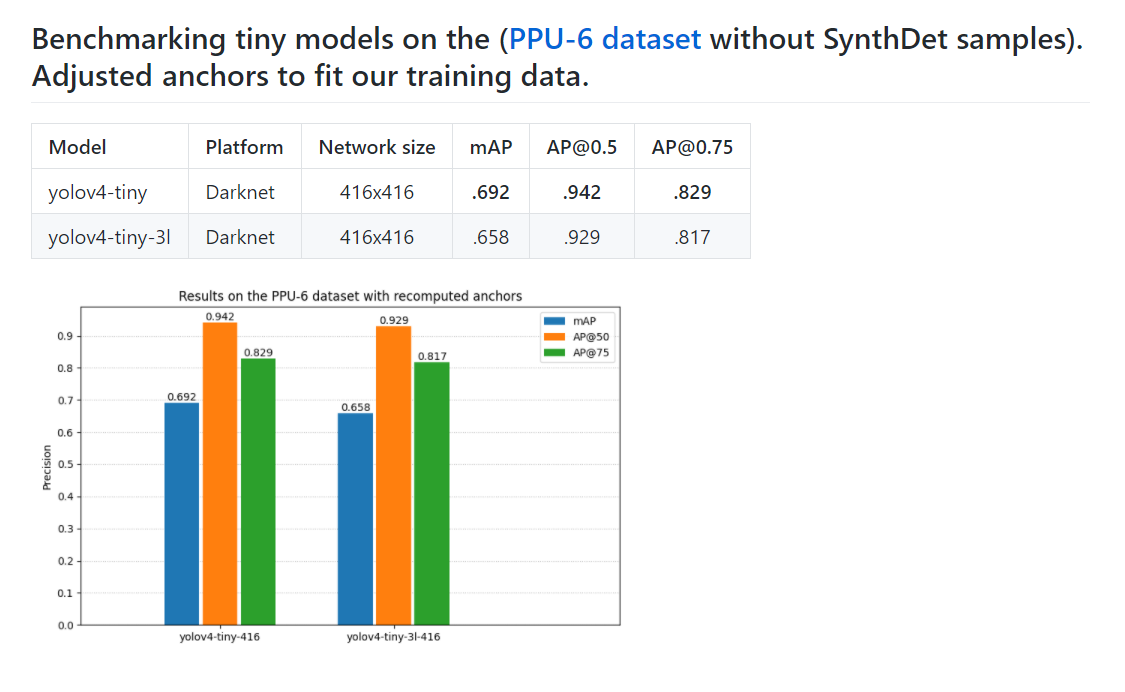 Benchmarking tiny models on the (PPU-6 dataset without SynthDet samples).
Adjusted anchors to fit our training data.
Model Platform Network size mAP AP@0.5 AP@0.75
yolov4-tiny Darknet 416x416 .692 .942 .829
yolov4-tiny-3l Darknet 416x416 .658 .929 .817
Results on the PPU-6 dataset with recomputed anchors
0.942
0.929
mAP
AP@50
AP@75
0.829
0.817
0.692
0.658
0.9
0.8
0.7
0.6
0.5
0.4
0.3
0.2
0.1
0.0
Precision
yolov4-tiny-416 yolov4-tiny-3l-416